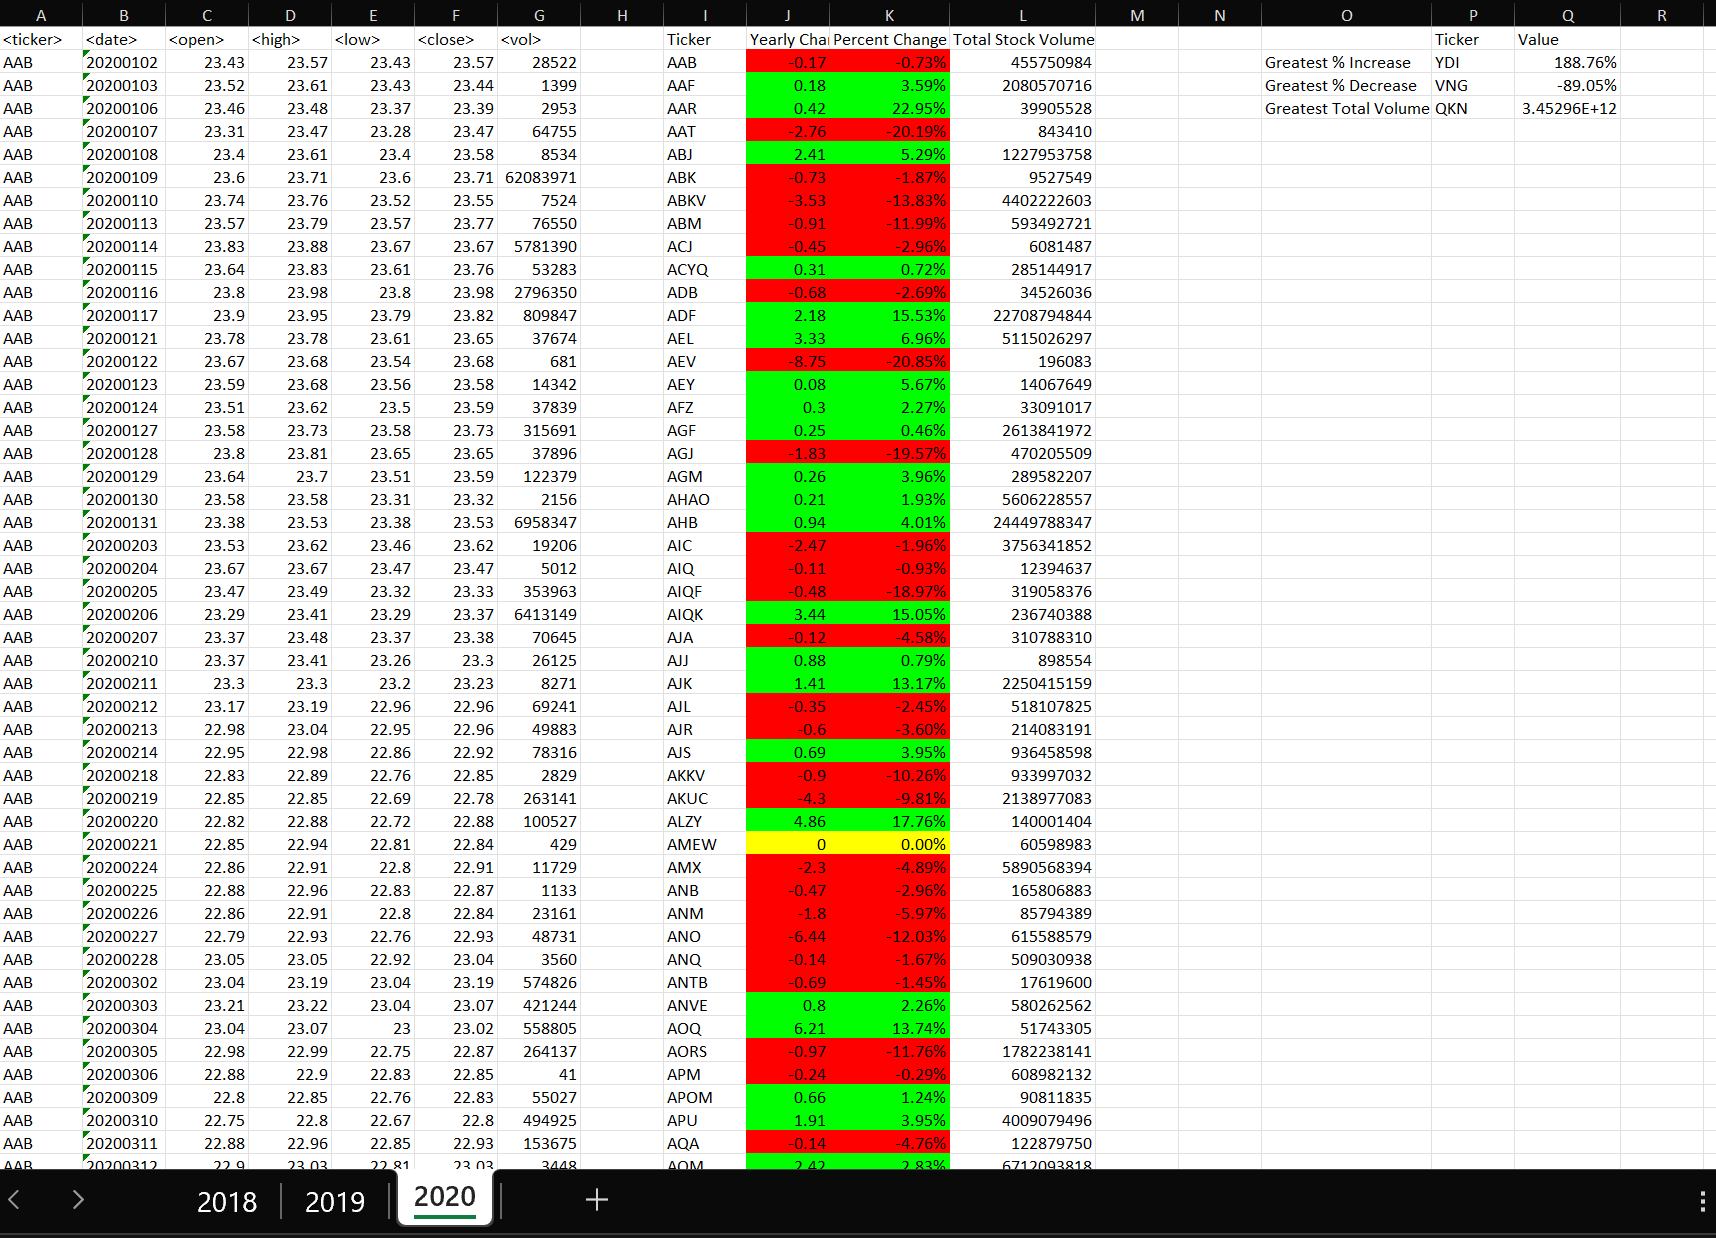 A B C D E F G H I J K L M N O P Q R
<ticker> <date> <open> <high> <low> <close> <vol> Ticker Yearly Cha Percent Change Total Stock Volume Ticker Value
AAB 20200102 23.43 23.57 23.43 23.57 28522 AAB -0.17 -0.73% 455750984 Greatest % Increase YDI 188.76%
AAB 20200103 23.52 23.61 23.43 23.44 1399 AAF 0.18 3.59% 2080570716 Greatest % Decrease VNG -89.05%
AAB 20200106 23.46 23.48 23.37 23.39 2953 AAR 0.42 22.95% 39905528 Greatest Total Volume QKN 3.45296E+12
AAB 20200107 23.31 23.47 23.28 23.47 64755 AAT -2.76 -20.19% 843410
AAB 20200108 23.4 23.61 23.4 23.58 8534 ABJ 2.41 5.29% 1227953758
AAB 20200109 23.6 23.71 23.6 23.71 62083971 ABK -0.73 -1.87% 9527549
AAB 20200110 23.74 23.76 23.52 23.55 7524 ABKV -3.53 -13.83% 4402222603
AAB 20200113 23.57 23.79 23.57 23.77 76550 ABM -0.91 -11.99% 593492721
AAB 20200114 23.83 23.88 23.67 23.67 5781390 ACJ -0.45 -2.96% 6081487
AAB 20200115 23.64 23.83 23.61 23.76 53283 ACYQ 0.31 0.72% 285144917
AAB 20200116 23.8 23.98 23.8 23.98 2796350 ADB -0.68 -2.69% 34526036
AAB 20200117 23.9 23.95 23.79 23.82 809847 ADF 2.18 15.53% 22708794844
AAB 20200121 23.78 23.78 23.61 23.65 37674 AEL 3.33 6.96% 5115026297
AAB 20200122 23.67 23.68 23.54 23.68 681 AEV -8.75 -20.85% 196083
AAB 20200123 23.59 23.68 23.56 23.58 14342 AEY 0.08 5.67% 14067649
AAB 20200124 23.51 23.62 23.5 23.59 37839 AFZ 0.3 2.27% 33091017
AAB 20200127 23.58 23.73 23.58 23.73 315691 AGF 0.25 0.46% 2613841972
AAB 20200128 23.8 23.81 23.65 23.65 37896 AGJ -1.83 -19.57% 470205509
AAB 20200129 23.64 23.7 23.51 23.59 122379 AGM 0.26 3.96% 289582207
AAB 20200130 23.58 23.58 23.31 23.32 2156 AHAO 0.21 1.93% 5606228557
AAB 20200131 23.38 23.53 23.38 23.53 6958347 AHB 0.94 4.01% 24449788347
AAB 20200203 23.53 23.62 23.46 23.62 19206 AIC -2.47 -1.96% 3756341852
AAB 20200204 23.67 23.67 23.47 23.47 5012 AIQ -0.11 -0.93% 12394637
AAB 20200205 23.47 23.49 23.32 23.33 353963 AIQF -0.48 -18.97% 319058376
AAB 20200206 23.29 23.41 23.29 23.37 6413149 AIQK 3.44 15.05% 236740388
AAB 20200207 23.37 23.48 23.37 23.38 70645 AJA -0.12 -4.58% 310788310
AAB 20200210 23.37 23.41 23.26 23.3 26125 AJJ 0.88 0.79% 898554
AAB 20200211 23.3 23.3 23.2 23.23 8271 AJK 1.41 13.17% 2250415159
AAB 20200212 23.17 23.19 22.96 22.96 69241 AJL -0.35 -2.45% 518107825
AAB 20200213 22.98 23.04 22.95 22.96 49883 AJR -0.6 -3.60% 214083191
AAB 20200214 22.95 22.98 22.86 22.92 78316 AJS 0.69 3.95% 936458598
AAB 20200218 22.83 22.89 22.76 22.85 2829 AKKV -0.9 -10.26% 933997032
AAB 20200219 22.85 22.85 22.69 22.78 263141 AKUC -4.3 -9.81% 2138977083
AAB 20200220 22.82 22.88 22.72 22.88 100527 ALZY 4.86 17.76% 140001404
AAB 20200221 22.85 22.94 22.81 22.84 429 AMEW 0 0.00% 60598983
AAB 20200224 22.86 22.91 22.8 22.91 11729 AMX -2.3 -4.89% 5890568394
AAB 20200225 22.88 22.96 22.83 22.87 1133 ANB -0.47 -2.96% 165806883
AAB 20200226 22.86 22.91 22.8 22.84 23161 ANM -1.8 -5.97% 85794389
AAB 20200227 22.79 22.93 22.76 22.93 48731 ANO -6.44 -12.03% 615588579
AAB 20200228 23.05 23.05 22.92 23.04 3560 ANQ -0.14 -1.67% 509030938
AAB 20200302 23.04 23.19 23.04 23.19 574826 ANTB -0.69 -1.45% 17619600
AAB 20200303 23.21 23.22 23.04 23.07 421244 ANVE 0.8 2.26% 580262562
AAB 20200304 23.04 23.07 23 23.02 558805 AOQ 6.21 13.74% 51743305
AAB 20200305 22.98 22.99 22.75 22.87 264137 AORS -0.97 -11.76% 1782238141
AAB 20200306 22.88 22.9 22.83 22.85 41 APM -0.24 -0.29% 608982132
AAB 20200309 22.8 22.85 22.76 22.83 55027 APOM 0.66 1.24% 90811835
AAB 20200310 22.75 22.8 22.67 22.8 494925 APU 1.91 3.95% 4009079496
AAB 20200311 22.88 22.96 22.85 22.93 153675 AQA -0.14 -4.76% 122879750
AAB 20200312 22.9 23.03 22.81 23.03 3448 AQM 2.42 2.83% 6712093818
2018 2019 2020